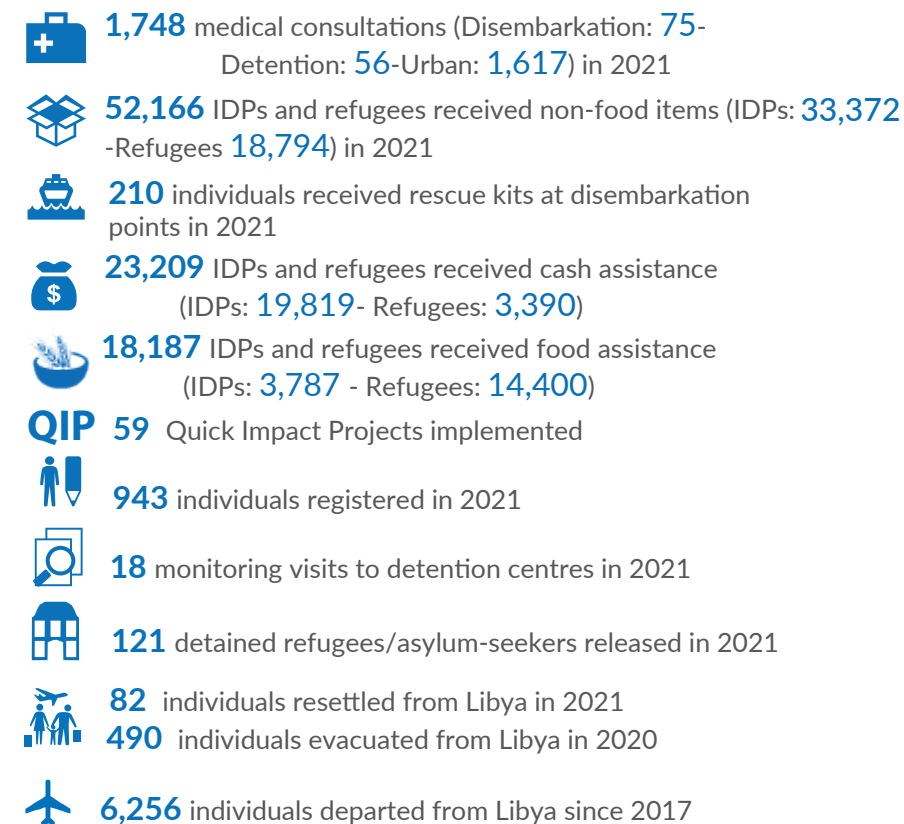 1,748 medical consultations (Disembarkation: 75-
Detention: 56-Urban: 1,617) in 2021
52,166 IDPs and refugees received non-food items (IDPs: 33,372
-Refugees 18,794) in 2021
210 individuals received rescue kits at disembarkation
points in 2021
23,209 IDPs and refugees received cash assistance
(IDPs: 19,819- Refugees: 3,390)
18,187 IDPs and refugees received food assistance
(IDPs: 3,787 - Refugees: 14,400)
QIP 59 Quick Impact Projects implemented
943 individuals registered in 2021
18 monitoring visits to detention centres in 2021
121 detained refugees/asylum-seekers released in 2021
82 individuals resettled from Libya in 2021
490 individuals evacuated from Libya in 2020
6,256 individuals departed from Libya since 2017